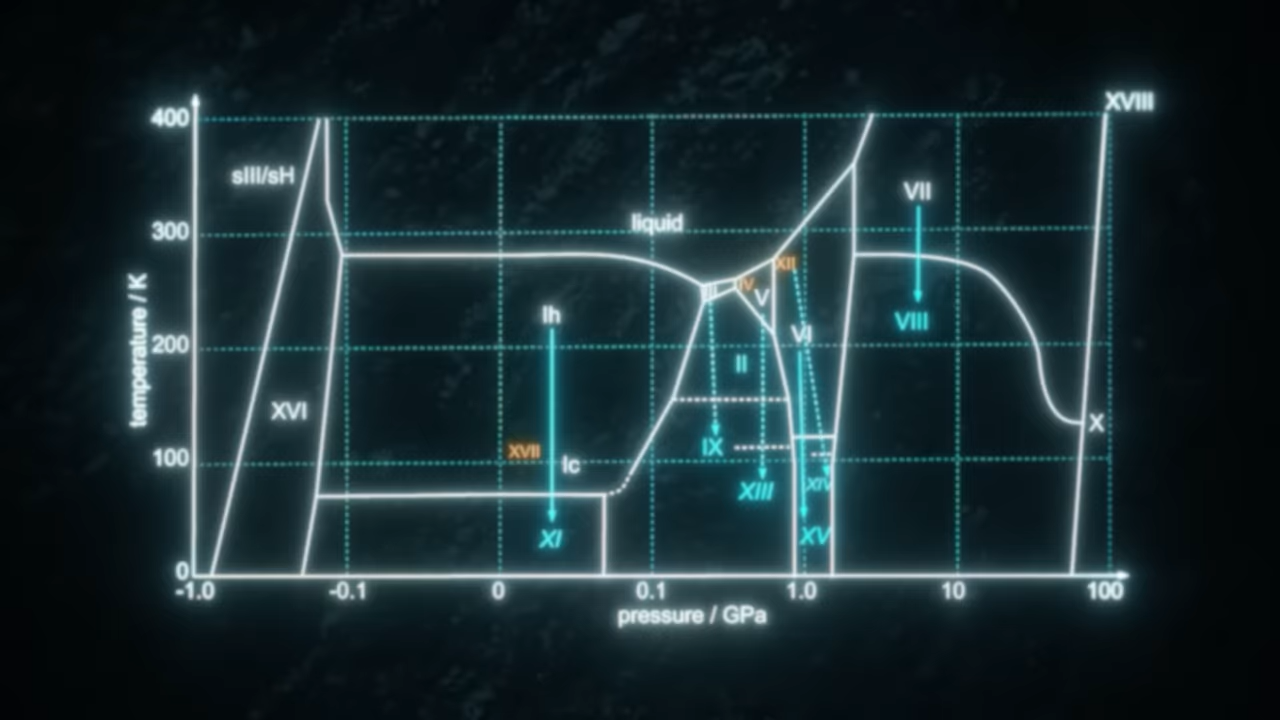 XVIII
400
sIII/sH
VII
liquid
300
XII
IV
III
V
temperature / K
Ih
VIII
VI
200
II
XVI
X
XVII
IX
100
Ic
XIII
XIV
XI
XV
0
-1.0
-0.1
0
0.1
1.0
10
100
pressure / GPa